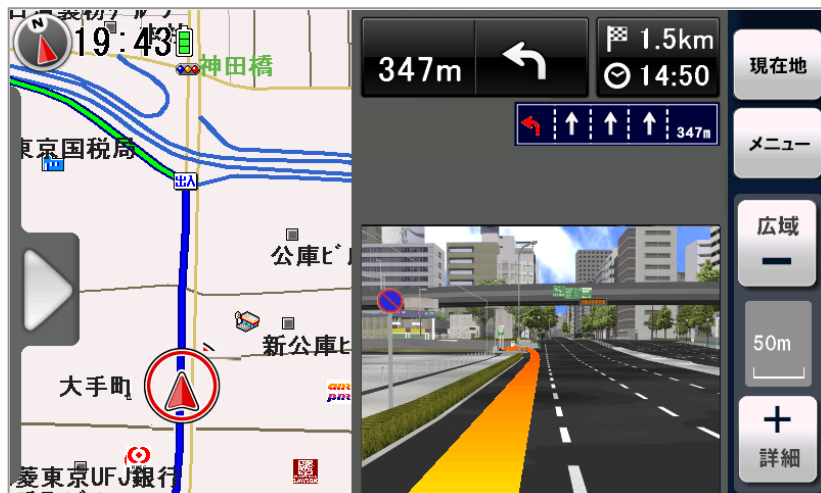 N
19:43
神田橋
東京国税局
出入
公庫ビ
新公庫ビ
大手町
am
pm
菱東京UFJ銀行
347m
1.5km
14:50
347m
現在地
メニュー
広域
50m
詳細